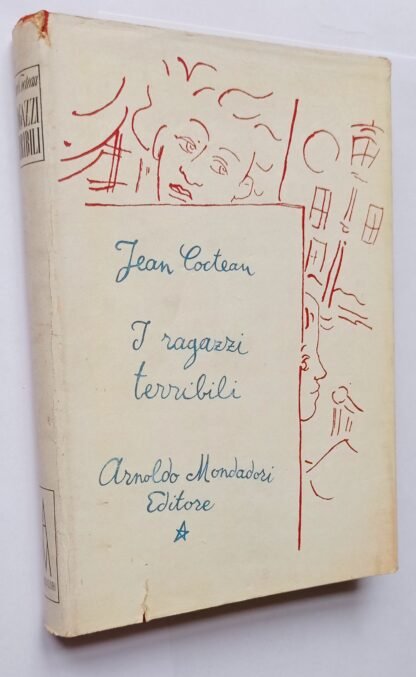 Jean Cocteau
I ragazzi
terribili
Arnoldo Mondadori
Editore